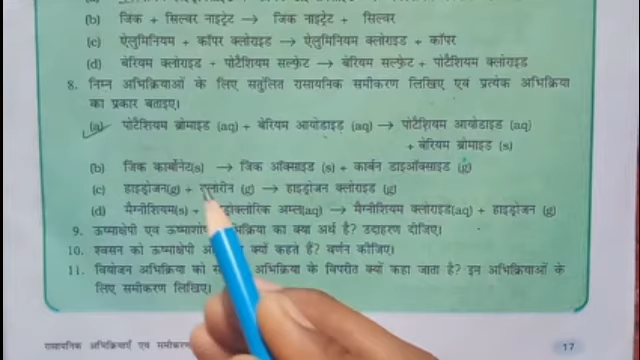 (b) जिंक + सिल्वर नाइट्रेट → जिंक नाइट्रेट + सिल्वर
(c) ऐलुमिनियम + कॉपर क्लोराइड → ऐलुमिनियम क्लोराइड + कॉपर
(d) बेरियम क्लोराइड + पोटैशियम सल्फ़ेट → बेरियम सल्फ़ेट + पोटैशियम क्लोराइड
8. निम्न अभिक्रियाओं के लिए संतुलित रासायनिक समीकरण लिखिए एवं प्रत्येक अभिक्रिया
का प्रकार बताइए।
(a) पोटैशियम ब्रोमाइड (aq) + बेरियम आयोडाइड (aq) → पोटैशियम आयोडाइड (aq)
+ बेरियम ब्रोमाइड (s)
(b) जिंक कार्बोनेट(s) → जिंक ऑक्साइड (s) + कार्बन डाइऑक्साइड (g)
(c) हाइड्रोजन(g) + क्लोरीन (g) → हाइड्रोजन क्लोराइड (g)
(d) मैग्नीशियम(s) + अम्ल(aq) → मैग्नीशियम क्लोराइड(aq) + हाइड्रोजन (g)
9. ऊष्माक्षेपी एवं ऊष्माशोषी अभिक्रिया का क्या अर्थ है? उदाहरण दीजिए।
10. श्वसन को ऊष्माक्षेपी क्यों कहते हैं? वर्णन कीजिए।
11. वियोजन अभिक्रिया को अभिक्रिया के विपरीत क्यों कहा जाता है? इन अभिक्रियाओं के
लिए समीकरण लिखिए।
रासायनिक अभिक्रियाएँ एवं समीकरण 17